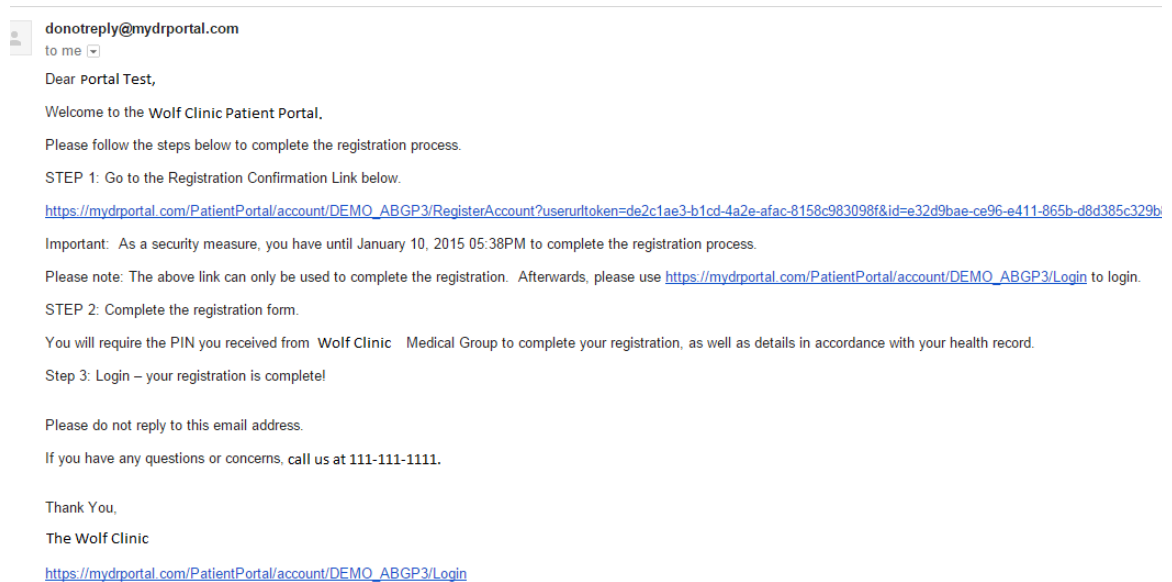 donotreply@mydrportal.com
to me
Dear Portal Test,
Welcome to the Wolf Clinic Patient Portal.
Please follow the steps below to complete the registration process.
STEP 1: Go to the Registration Confirmation Link below.
https://mydrportal.com/PatientPortal/account/DEMO_ABGP3/RegisterAccount?userurltoken=de2c1ae3-b1cd-4a2e-afac-8158c983098f&id=e32d9bae-ce96-e411-865b-d8d385c329b
Important: As a security measure, you have until January 10, 2015 05:38PM to complete the registration process.
Please note: The above link can only be used to complete the registration. Afterwards, please use https://mydrportal.com/PatientPortal/account/DEMO_ABGP3/Login to login.
STEP 2: Complete the registration form.
You will require the PIN you received from Wolf Clinic Medical Group to complete your registration, as well as details in accordance with your health record.
Step 3: Login – your registration is complete!
Please do not reply to this email address.
If you have any questions or concerns, call us at 111-111-1111.
Thank You,
The Wolf Clinic
https://mydrportal.com/PatientPortal/account/DEMO_ABGP3/Login